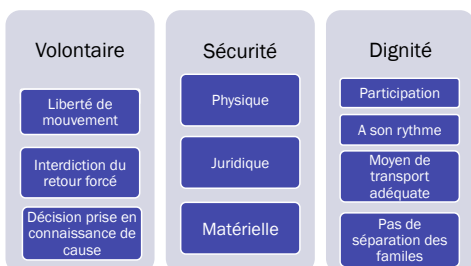 Volontaire
Liberté de
mouvement
Interdiction du
retour forcé
Décision prise en
connaissance de
cause
Sécurité
Physique
Juridique
Matérielle
Dignité
Participation
A son rythme
Moyen de
transport
adéquate
Pas de
séparation des
familes